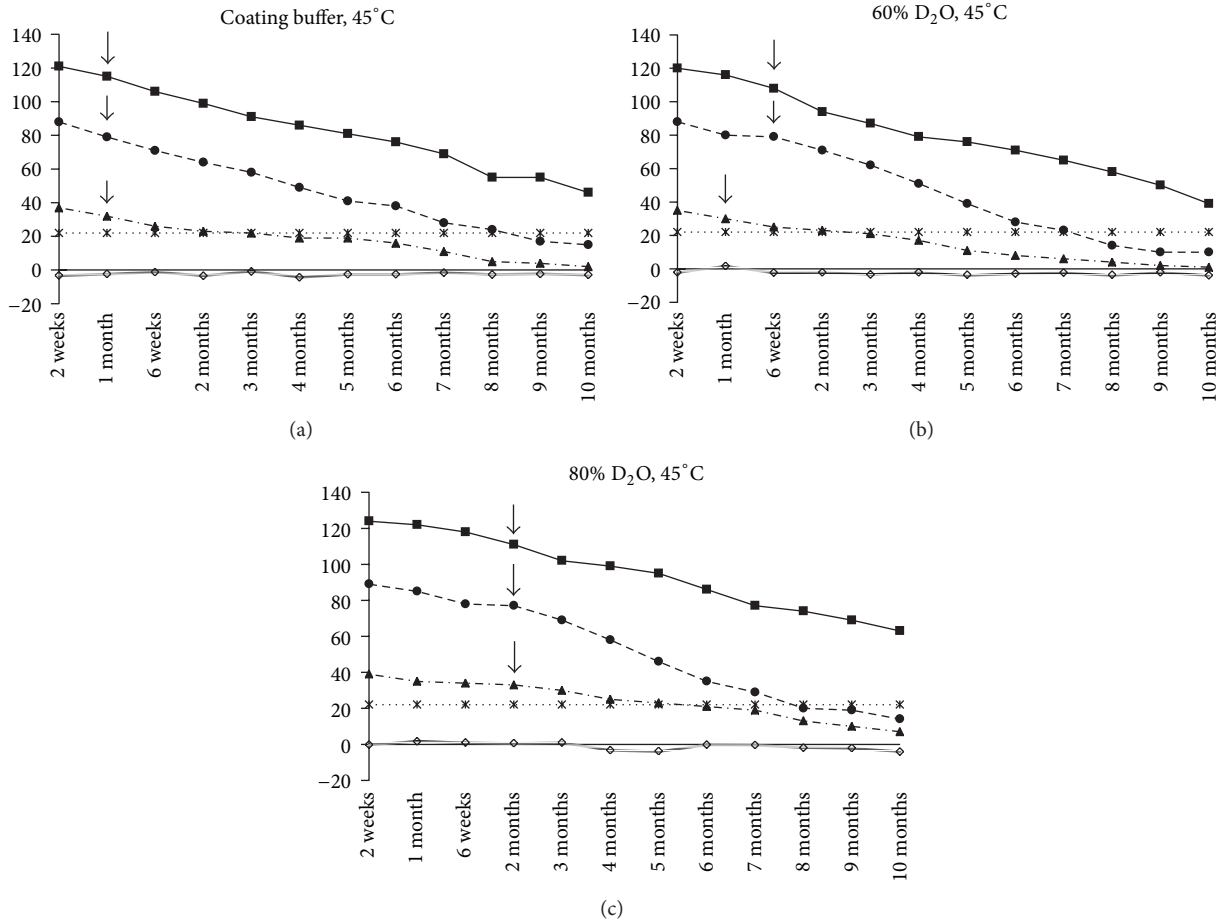 Coating buffer, 45°C
140
120
100
80
60
40
20
0
−20
2 weeks
1 month
6 weeks
2 months
3 months
4 months
5 months
6 months
7 months
8 months
9 months
10 months
(a)
60% D₂O, 45°C
140
120
100
80
60
40
20
0
−20
2 weeks
1 month
6 weeks
2 months
3 months
4 months
5 months
6 months
7 months
8 months
9 months
10 months
(b)
80% D₂O, 45°C
140
120
100
80
60
40
20
0
−20
2 weeks
1 month
6 weeks
2 months
3 months
4 months
5 months
6 months
7 months
8 months
9 months
10 months
(c)